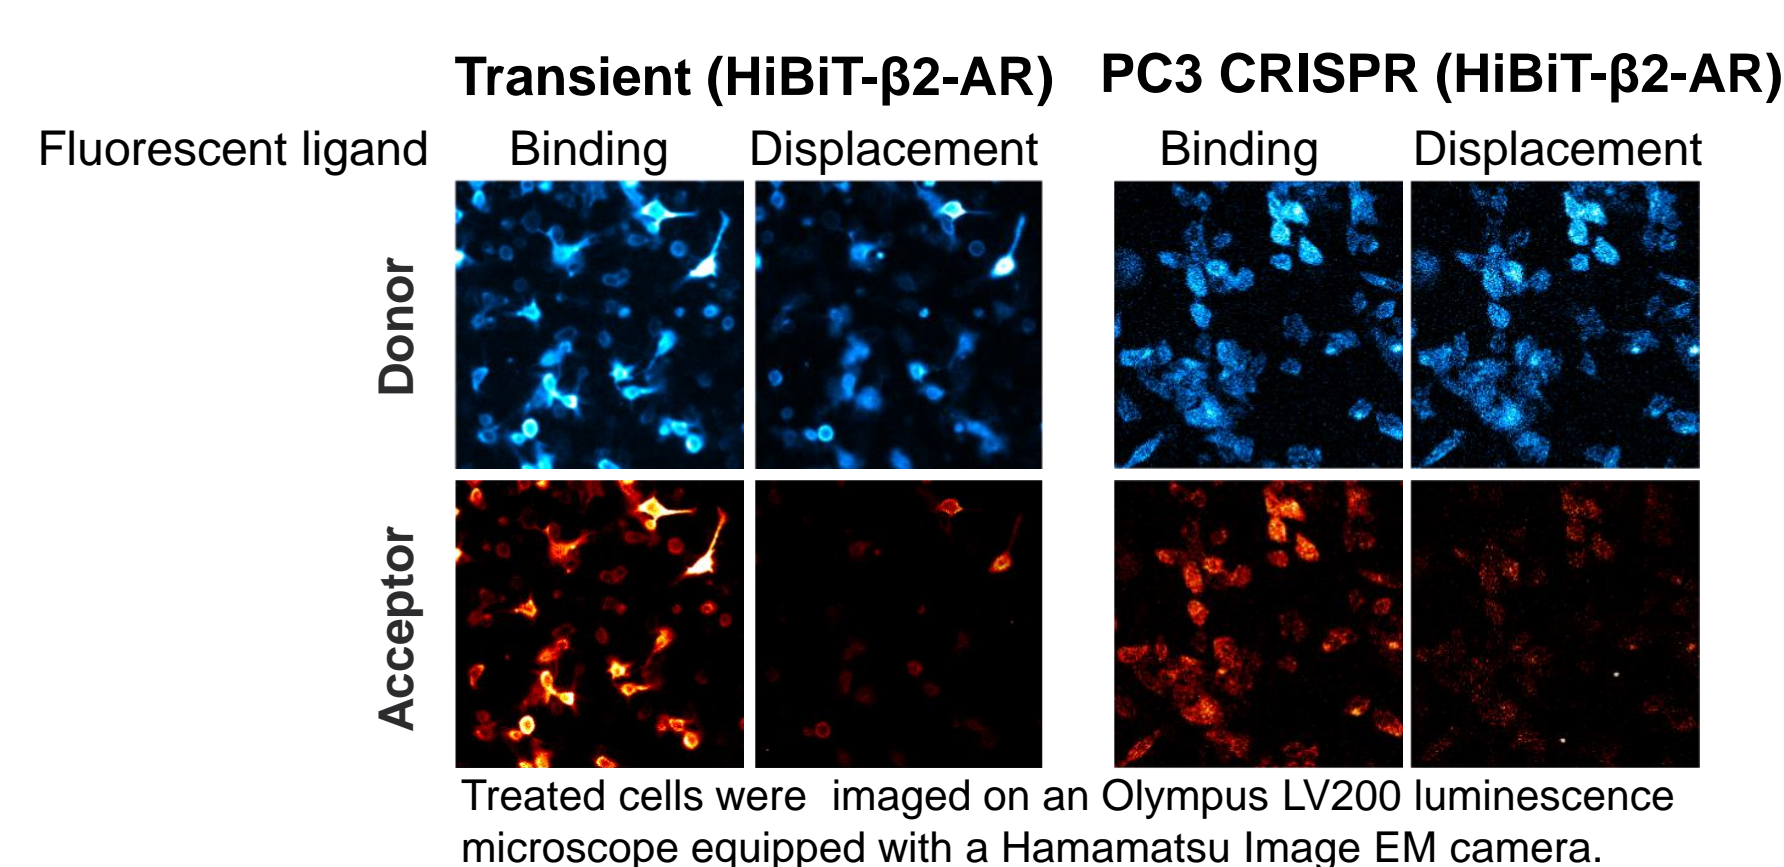 Transient (HiBiT-β2-AR) PC3 CRISPR (HiBiT-β2-AR)
Fluorescent ligand Binding Displacement Binding Displacement
Donor
Acceptor
Treated cells were imaged on an Olympus LV200 luminescence
microscope equipped with a Hamamatsu Image EM camera.